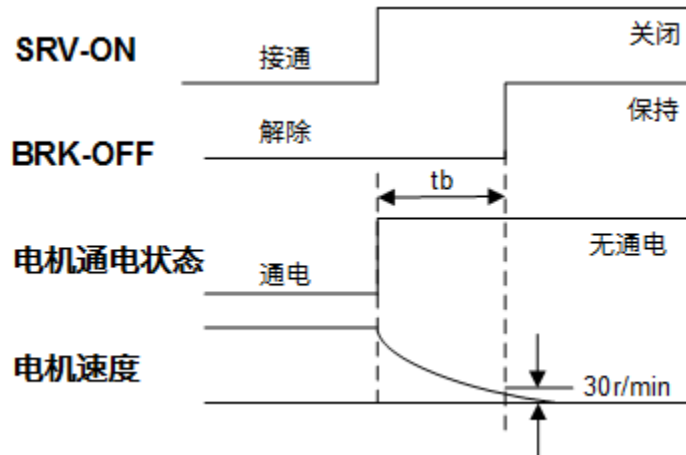 关闭
SRV-ON 接通
保持
解除
BRK-OFF
tb
无通电
电机通电状态 通电
电机速度
30r/min